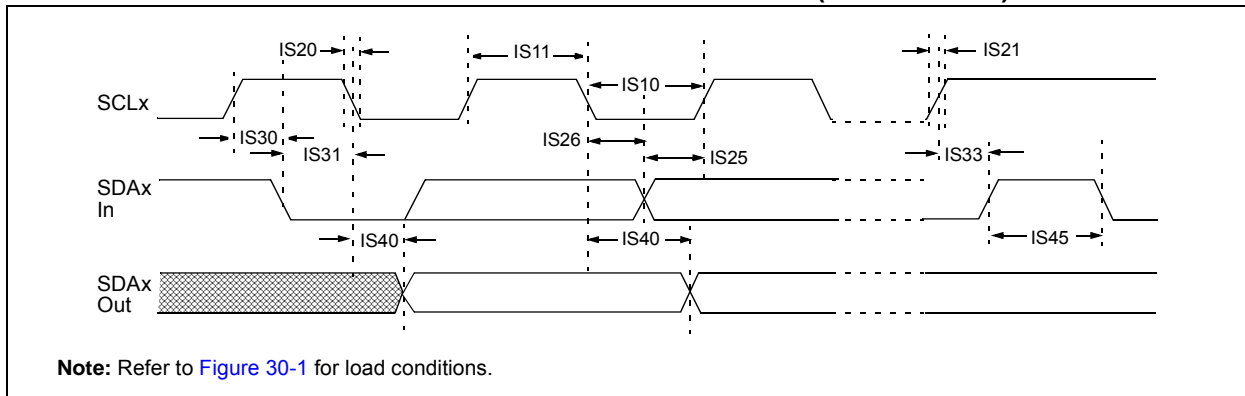 IS20
IS11
IS21
IS10
SCLx
IS30
IS31
IS26
IS25
IS33
SDAx
In
IS40
IS40
IS45
SDAx
Out
Note: Refer to Figure 30-1 for load conditions.